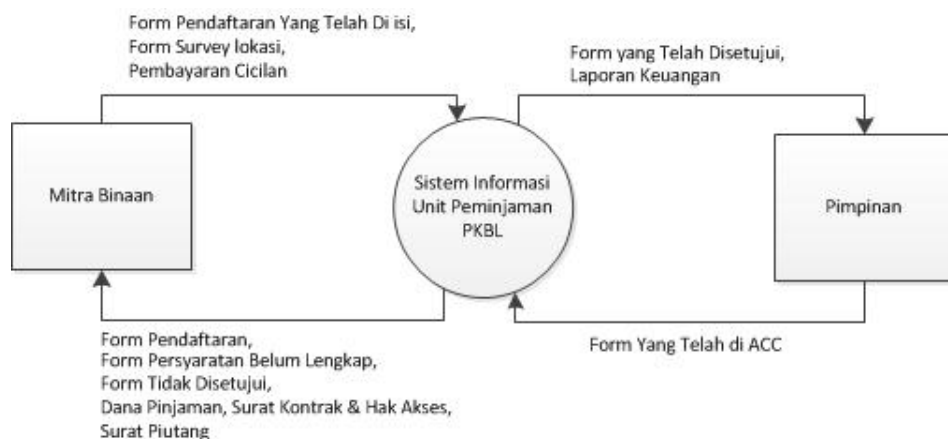 Form Pendaftaran Yang Telah Di isi,
Form Survey lokasi,
Pembayaran Cicilan
Form yang Telah Disetujui,
Laporan Keuangan
Mitra Binaan
Sistem Informasi
Unit Peminjaman
PKBL
Pimpinan
Form Pendaftaran,
Form Persyaratan Belum Lengkap,
Form Tidak Disetujui,
Dana Pinjaman, Surat Kontrak & Hak Akses,
Surat Piutang
Form Yang Telah di ACC